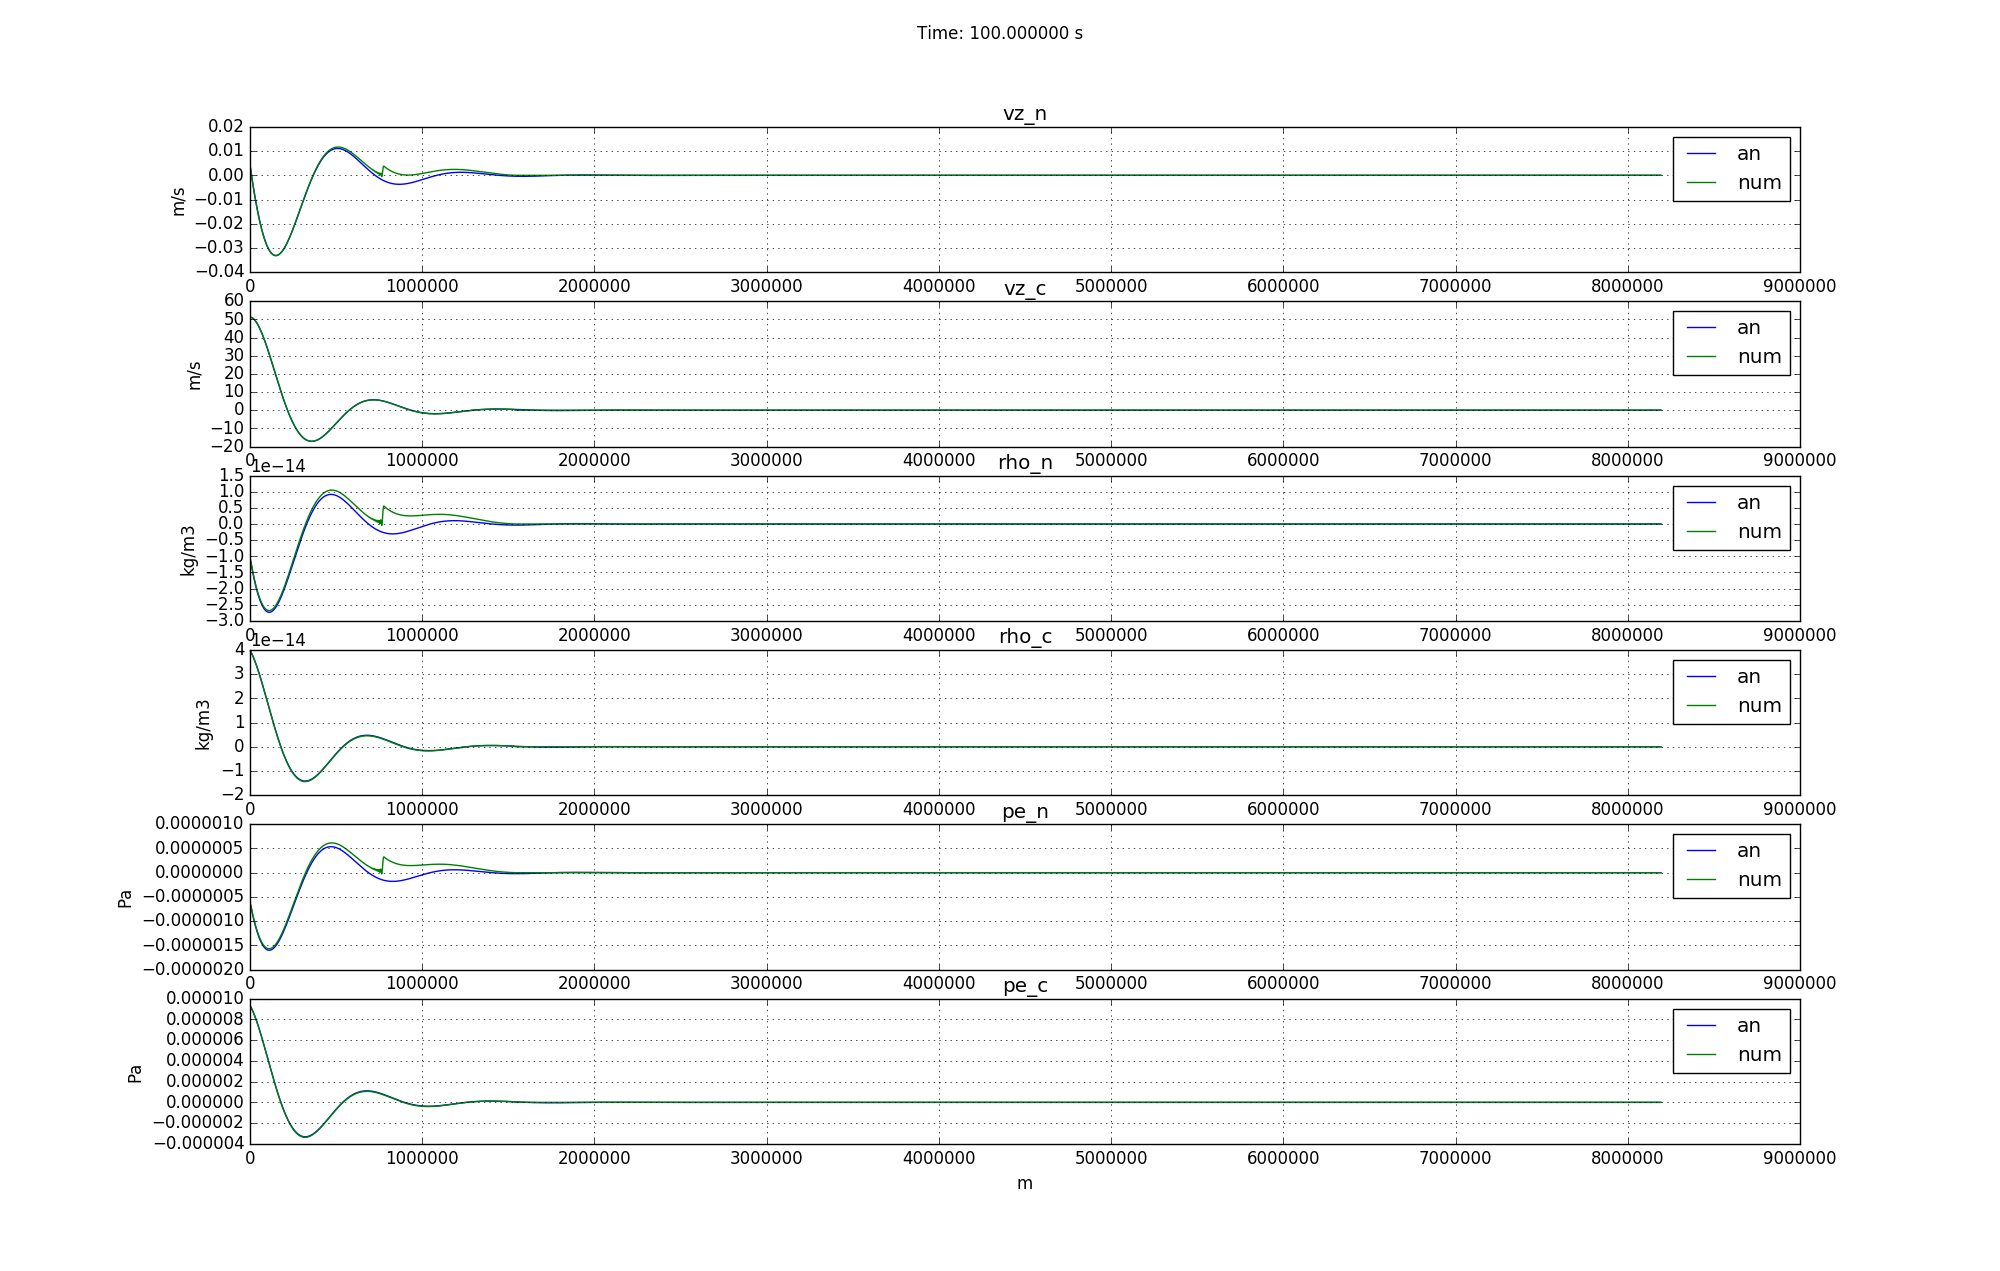 Time: 100.000000 s
vz_n
0.02
0.01
0.00
−0.01
−0.02
−0.03
−0.04
m/s
an
num
0 1000000 2000000 3000000 4000000 5000000 6000000 7000000 8000000 9000000
vz_c
60
50
40
30
20
10
0
−10
−20
m/s
an
num
0 1000000 2000000 3000000 4000000 5000000 6000000 7000000 8000000 9000000
1e−14
rho_n
1.5
1.0
0.5
0.0
−0.5
−1.0
−1.5
−2.0
−2.5
−3.0
kg/m3
an
num
0 1000000 2000000 3000000 4000000 5000000 6000000 7000000 8000000 9000000
1e−14
rho_c
4
3
2
1
0
−1
−2
kg/m3
an
num
0 1000000 2000000 3000000 4000000 5000000 6000000 7000000 8000000 9000000
pe_n
0.0000010
0.0000005
0.0000000
−0.0000005
−0.0000010
−0.0000015
−0.0000020
Pa
an
num
0 1000000 2000000 3000000 4000000 5000000 6000000 7000000 8000000 9000000
pe_c
0.000010
0.000008
0.000006
0.000004
0.000002
0.000000
−0.000002
−0.000004
Pa
an
num
0 1000000 2000000 3000000 4000000 5000000 6000000 7000000 8000000 9000000
m